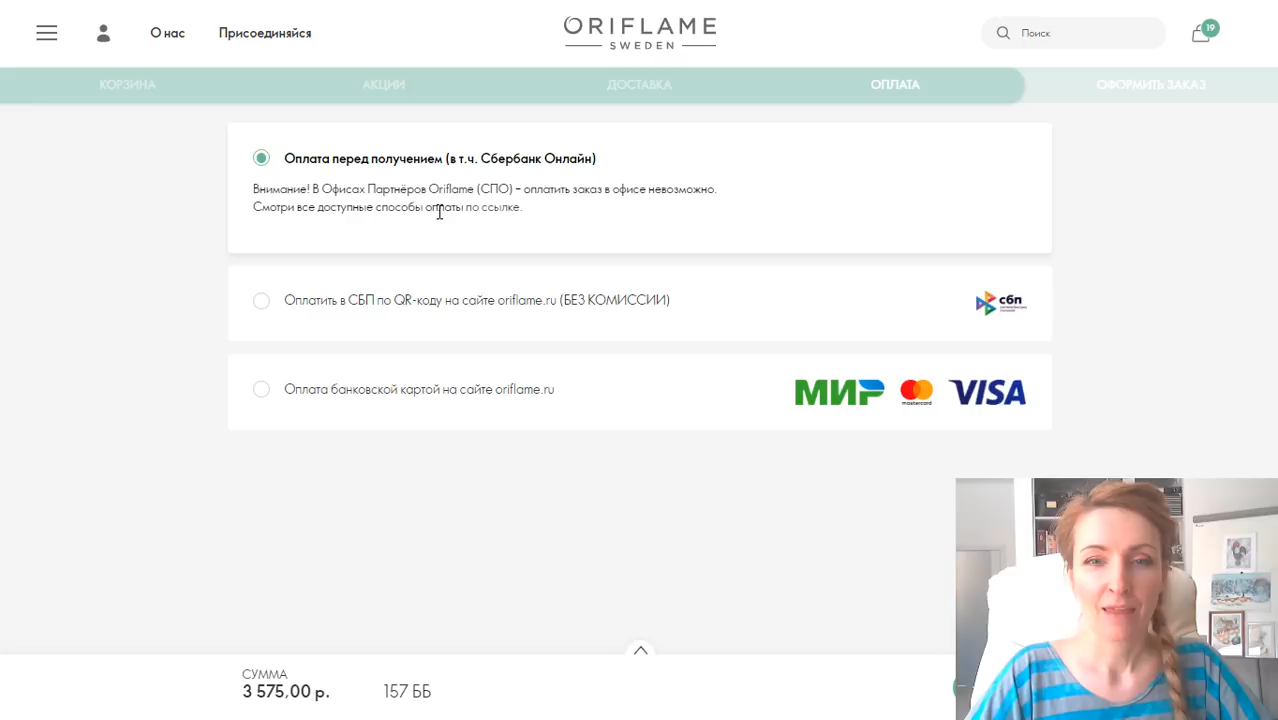 О нас
Присоединяйся
ORIFLAME
SWEDEN
Поиск
19
КОРЗИНА
АКЦИИ
ДОСТАВКА
ОПЛАТА
ОФОРМИТЬ ЗАКАЗ
Оплата перед получением (в т.ч. Сбербанк Онлайн)
Внимание! В Офисах Партнёров Oriflame (СПО) – оплатить заказ в офисе невозможно.
Смотри все доступные способы оплаты по ссылке.
Оплатить в СБП по QR-коду на сайте oriflame.ru (БЕЗ КОМИССИИ)
сбп
Оплата банковской картой на сайте oriflame.ru
МИР
mastercard
VISA
СУММА
3 575,00 р.
157 ББ